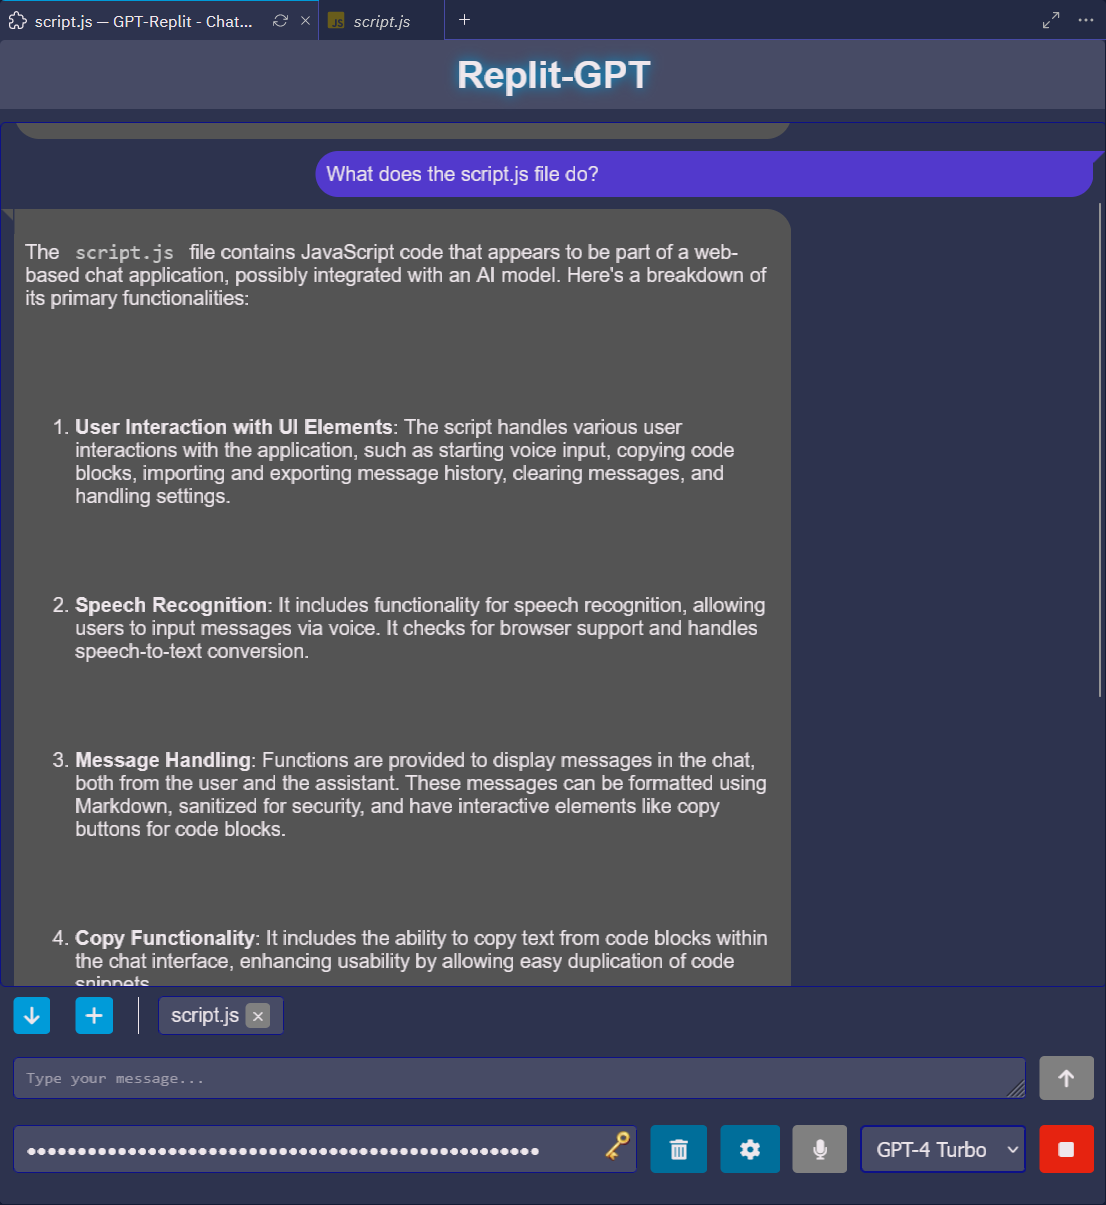 script.js — GPT-Replit - Chat...
JS script.js
Replit-GPT
What does the script.js file do?
The script.js file contains JavaScript code that appears to be part of a web-
based chat application, possibly integrated with an AI model. Here's a breakdown of
its primary functionalities:
1. User Interaction with UI Elements: The script handles various user
interactions with the application, such as starting voice input, copying code
blocks, importing and exporting message history, clearing messages, and
handling settings.
2. Speech Recognition: It includes functionality for speech recognition, allowing
users to input messages via voice. It checks for browser support and handles
speech-to-text conversion.
3. Message Handling: Functions are provided to display messages in the chat,
both from the user and the assistant. These messages can be formatted using
Markdown, sanitized for security, and have interactive elements like copy
buttons for code blocks.
4. Copy Functionality: It includes the ability to copy text from code blocks within
the chat interface, enhancing usability by allowing easy duplication of code
snippets.
script.js
Type your message...
GPT-4 Turbo